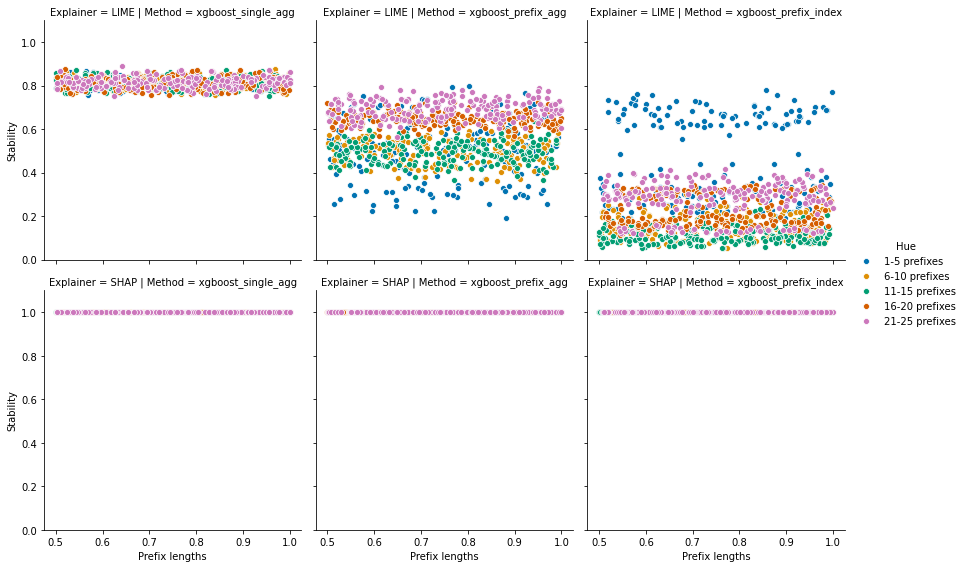 Explainer = LIME | Method = xgboost_single_agg
Explainer = LIME | Method = xgboost_prefix_agg
Explainer = LIME | Method = xgboost_prefix_index
1.0
0.8
0.6
0.4
0.2
0.0
Stability
Explainer = SHAP | Method = xgboost_single_agg
Explainer = SHAP | Method = xgboost_prefix_agg
Explainer = SHAP | Method = xgboost_prefix_index
1.0
0.8
0.6
0.4
0.2
0.0
Stability
0.5 0.6 0.7 0.8 0.9 1.0
Prefix lengths
0.5 0.6 0.7 0.8 0.9 1.0
Prefix lengths
0.5 0.6 0.7 0.8 0.9 1.0
Prefix lengths
Hue
1-5 prefixes
6-10 prefixes
11-15 prefixes
16-20 prefixes
21-25 prefixes